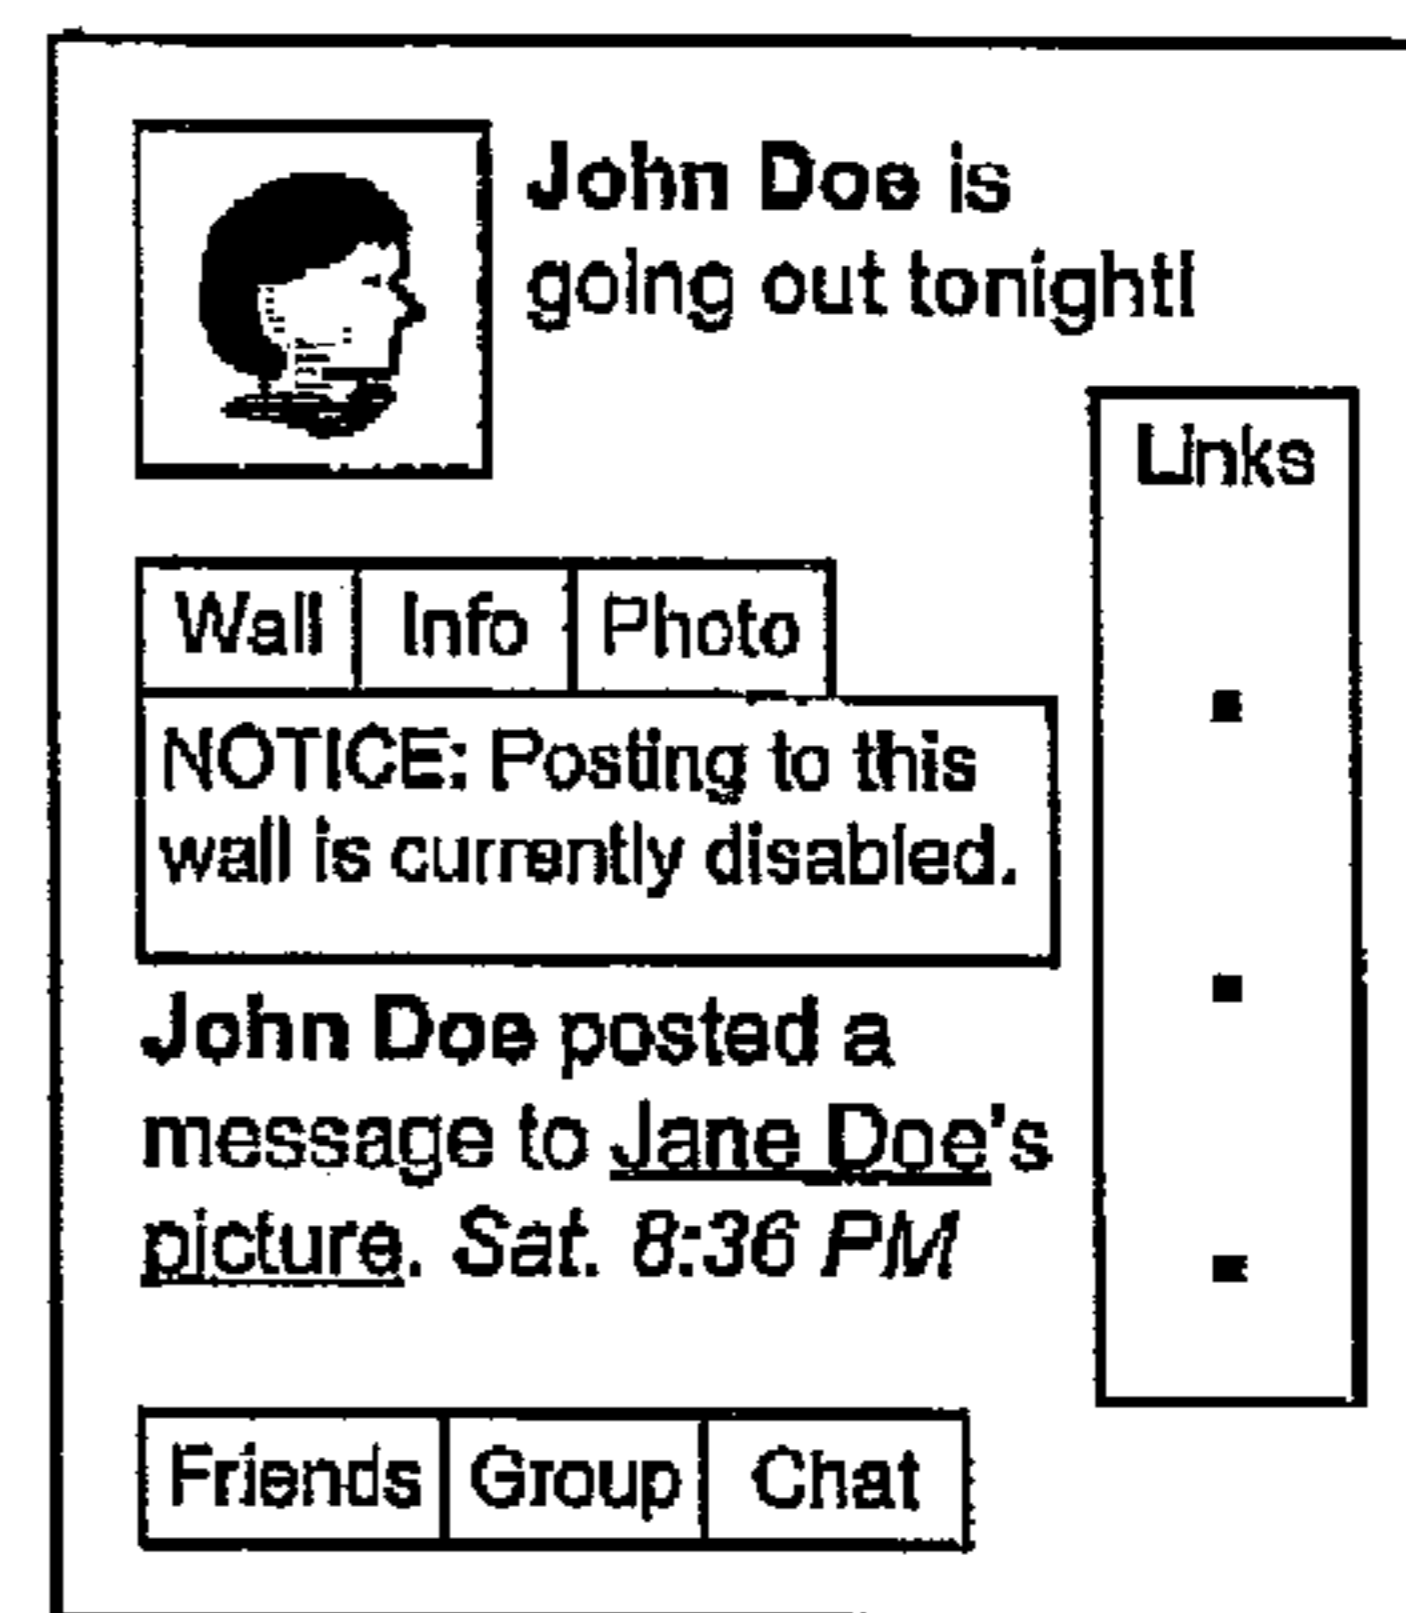 John Doe is
going out tonight!
Links
Wall Info Photo
NOTICE: Posting to this
wall is currently disabled.
John Doe posted a
message to Jane Doe's
picture. Sat. 8:36 PM
Friends Group Chat